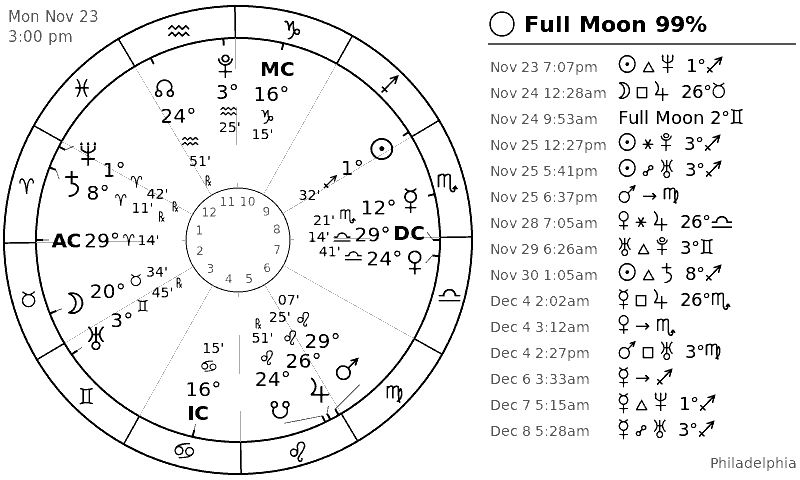 Mon Nov 23
3:00 pm
♒ ♑
♓ ♐
♈ ♏
♉ ♎
♊ ♍
♋ ♌
☊ 24° ♒ 51' ℞
♇ 3° ♒ 25'
MC 16° ♑ 15'
☉ 1° ♐ 32'
♆ 1° ♈ 42' ℞
♄ 8° ♈ 11' ℞
☿ 12° ♏ 21'
AC 29° ♈ 14'
14' ♎ 29° DC
41' ♎ 24° ♀
☽ 20° ♉ 34'
♅ 3° ♊ 45' ℞
15' ♋ 16° IC
☋ 24° ♌ 51' ℞
♃ 26° ♌ 25'
♂ 29° ♌ 07'
1 2 3 4 5 6 7 8 9 10 11 12
Full Moon 99%
Nov 23 7:07pm ☉ △ ♆ 1°♐
Nov 24 12:28am ☽ □ ♃ 26°♉
Nov 24 9:53am Full Moon 2°♊
Nov 25 12:27pm ☉ ⚹ ♇ 3°♐
Nov 25 5:41pm ☉ ☍ ♅ 3°♐
Nov 25 6:37pm ♂ → ♍
Nov 28 7:05am ♀ ⚹ ♃ 26°♎
Nov 29 6:26am ♅ △ ♇ 3°♊
Nov 30 1:05am ☉ △ ♄ 8°♐
Dec 4 2:02am ☿ □ ♃ 26°♏
Dec 4 3:12am ♀ → ♏
Dec 4 2:27pm ♂ □ ♅ 3°♍
Dec 6 3:33am ☿ → ♐
Dec 7 5:15am ☿ △ ♆ 1°♐
Dec 8 5:28am ☿ ☍ ♅ 3°♐
Philadelphia